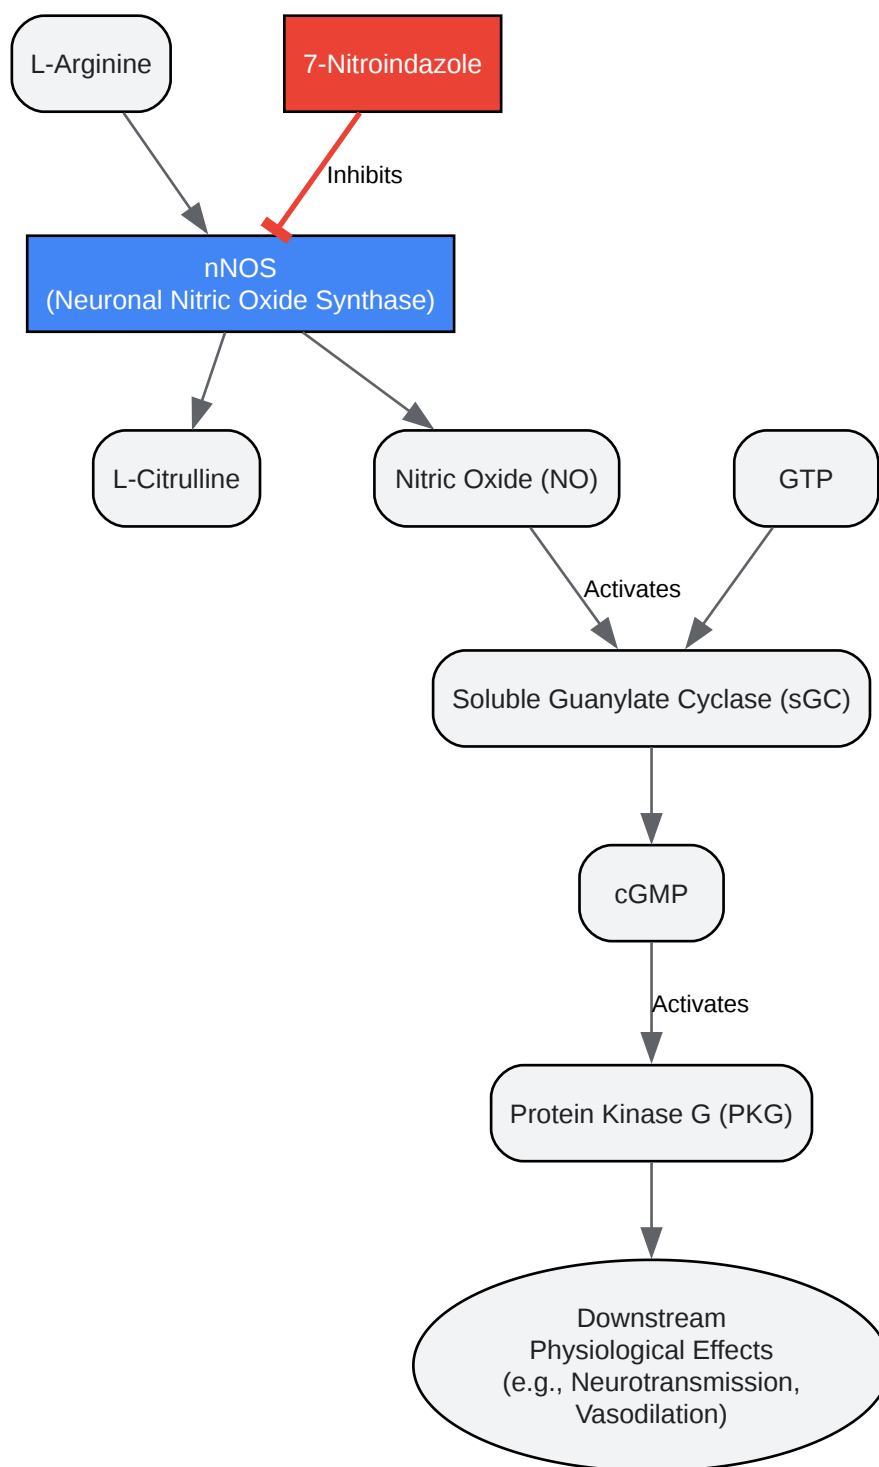 L-Arginine
7-Nitroindazole
Inhibits
nNOS
(Neuronal Nitric Oxide Synthase)
L-Citrulline
Nitric Oxide (NO)
GTP
Activates
Soluble Guanylate Cyclase (sGC)
cGMP
Activates
Protein Kinase G (PKG)
Downstream
Physiological Effects
(e.g., Neurotransmission,
Vasodilation)